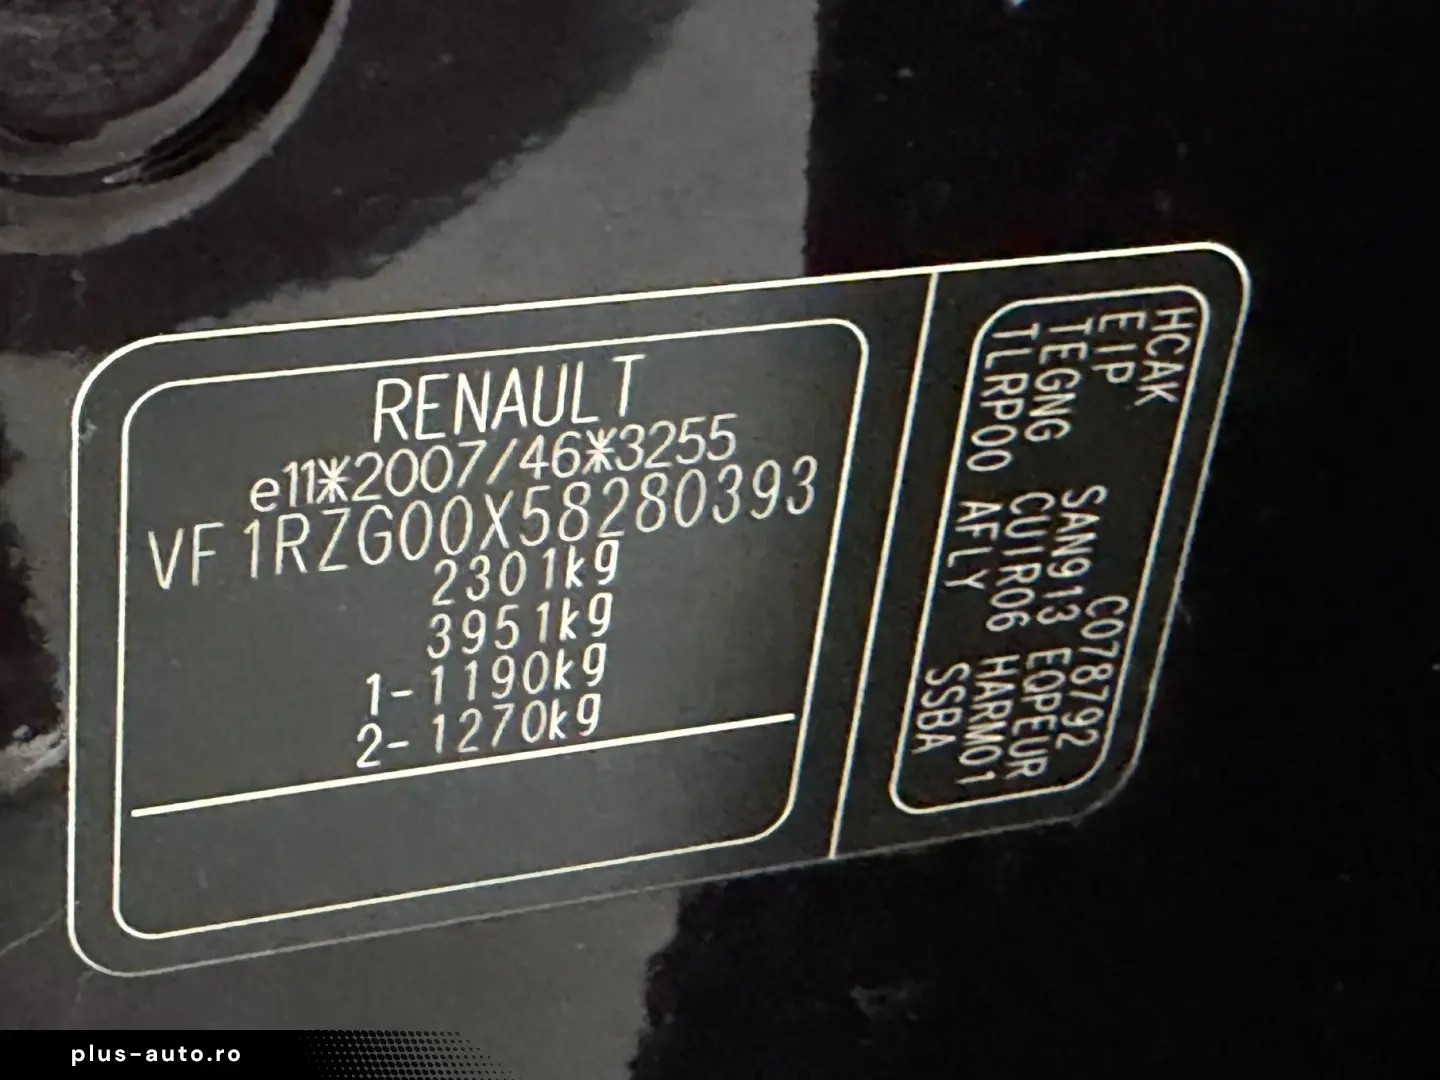 RENAULT
e11*2007/46*3255
VF1RZG00X58280393
2301kg
3951kg
1-1190kg
2-1270kg
HCAK C078792
EIP SAN913 EQPEUR
TEGNG CUIR06 HARM01
TLRP00 AFLY SSBA
plus-auto.ro